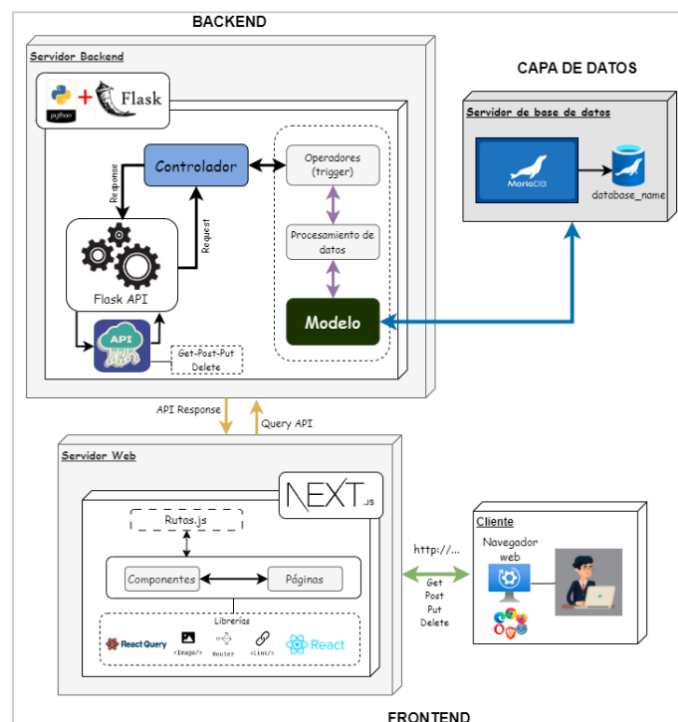 BACKEND
Servidor Backend
python
+
Flask
Controlador
Response
Request
Flask API
API
Get-Post-Put
Delete
Operadores
(trigger)
Procesamiento de
datos
Modelo
CAPA DE DATOS
Servidor de base de datos
MariaDB
database_name
API Response
Query API
Servidor Web
NEXT.JS
Rutas.js
Componentes
Páginas
Librerías
React Query
<Image/>
Router
<Link/>
React
http://...
Get
Post
Put
Delete
Cliente
Navegador
web
FRONTEND